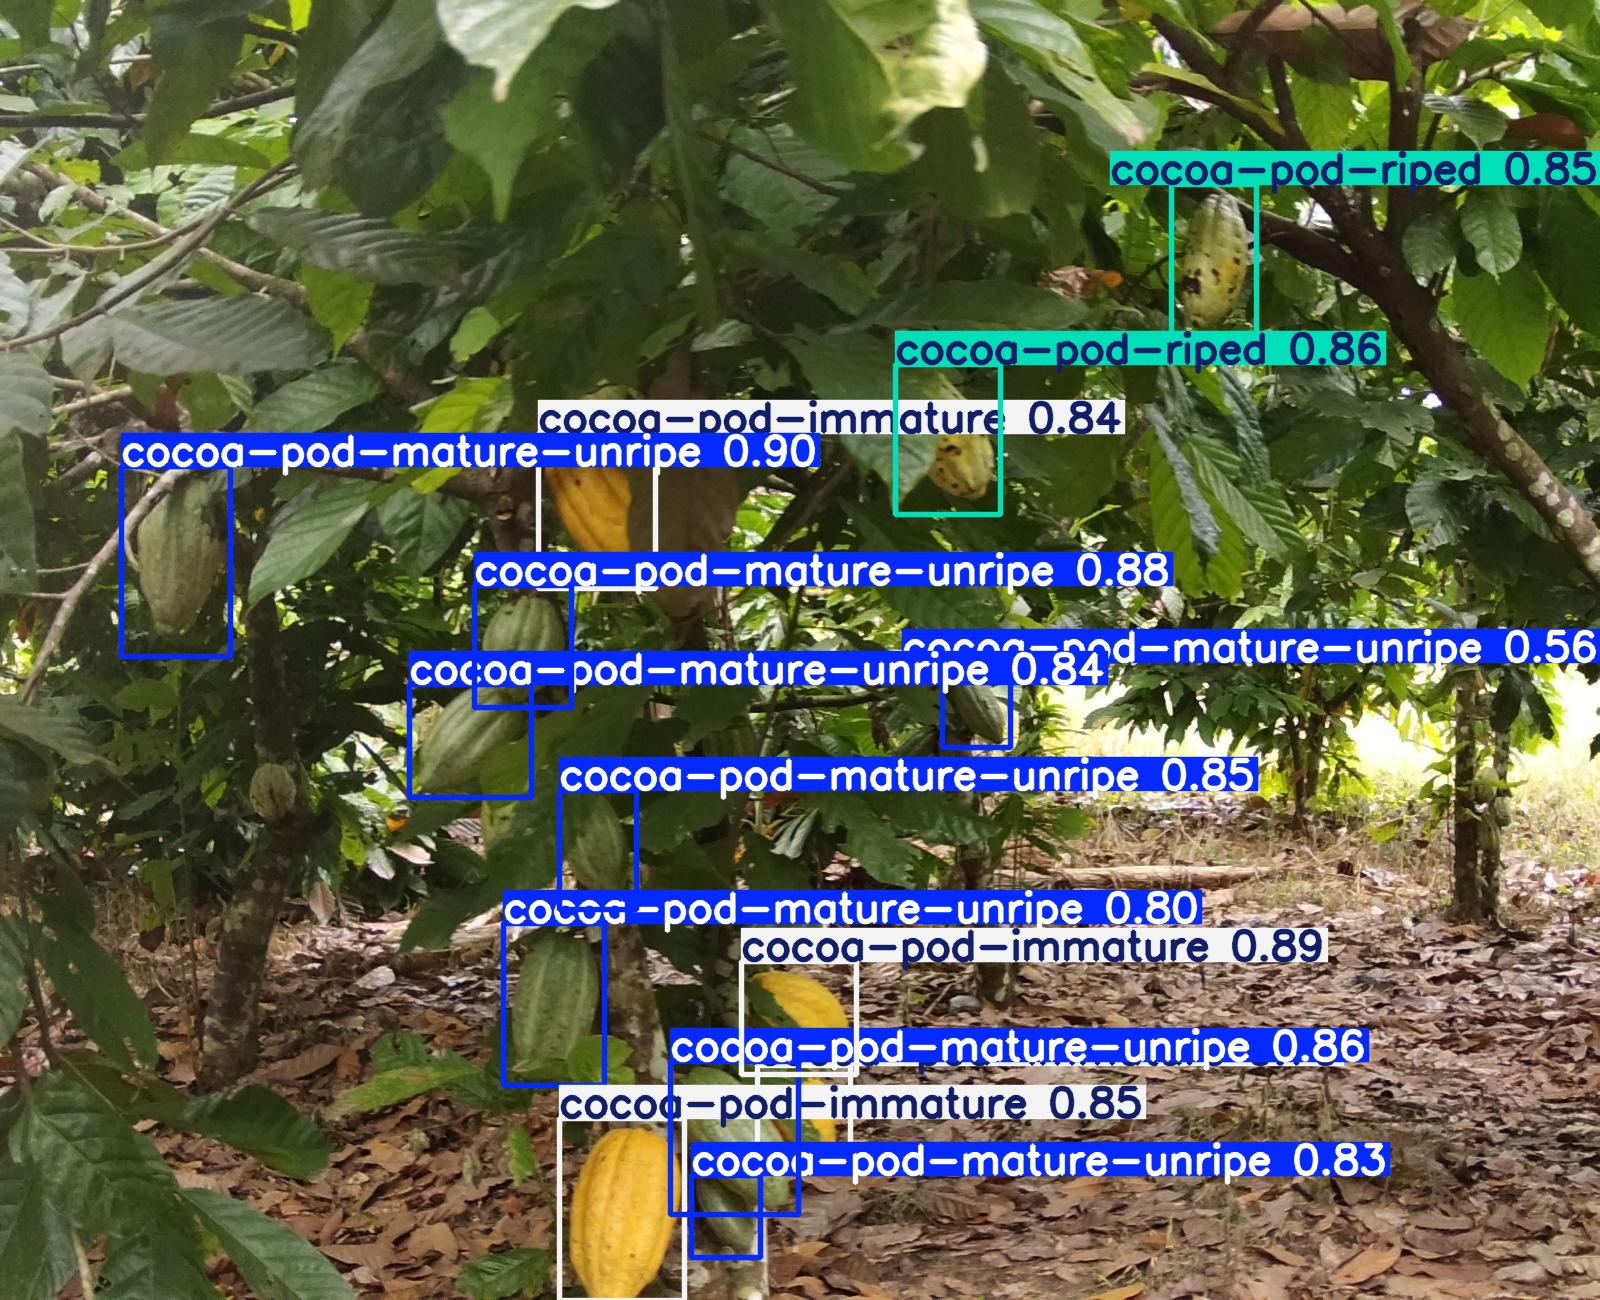 cocoa-pod-riped 0.85
cocoa-pod-riped 0.86
cocoa-pod-immature 0.84
cocoa-pod-mature-unripe 0.90
cocoa-pod-mature-unripe 0.88
cocoa-pod-mature-unripe 0.56
cocoa-pod-mature-unripe 0.84
cocoa-pod-mature-unripe 0.85
cocoa-pod-mature-unripe 0.80
cocoa-pod-immature 0.89
cocoa-pod-mature-unripe 0.86
cocoa-pod-immature 0.85
cocoa-pod-mature-unripe 0.83